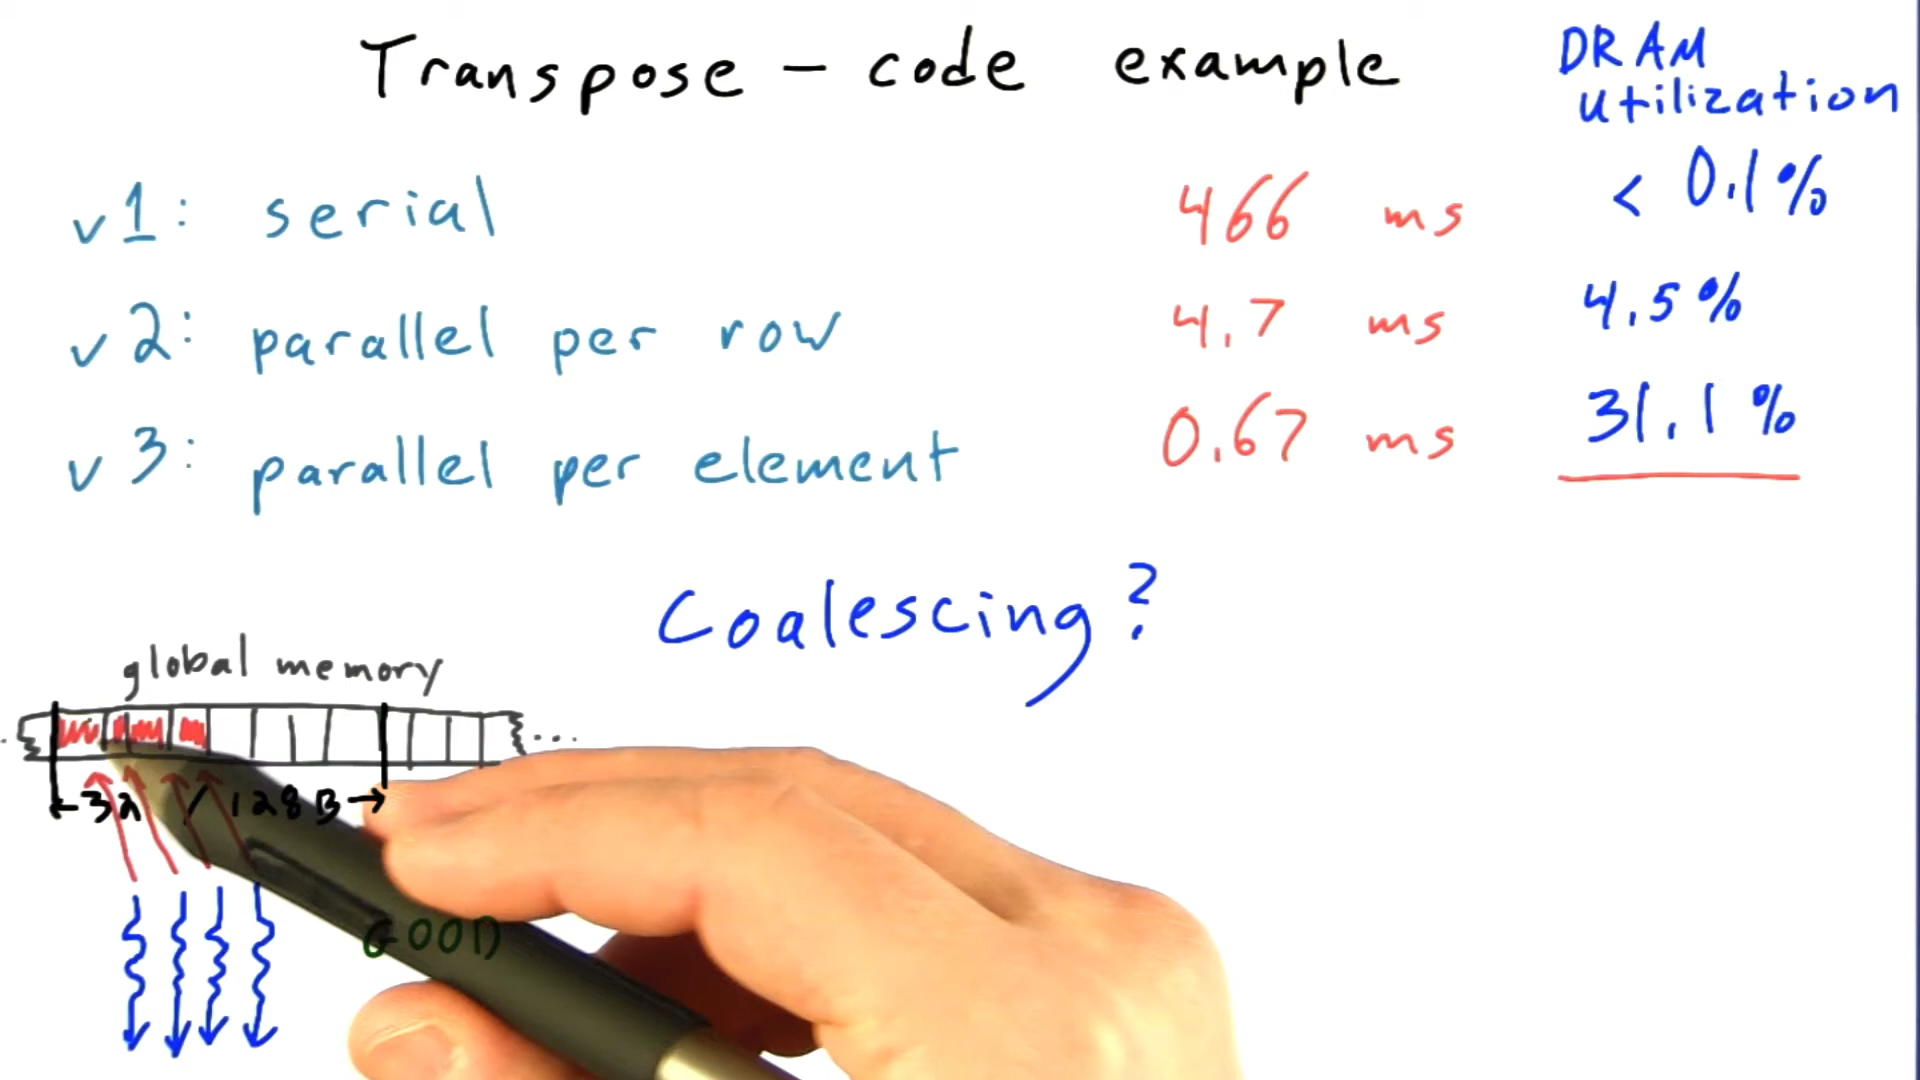 Transpose – code example
DRAM
utilization
v1: serial 466 ms < 0.1%
v2: parallel per row 4.7 ms 4.5%
v3: parallel per element 0.67 ms 31.1%
Coalescing?
global memory
...
32 / 128B
GOOD